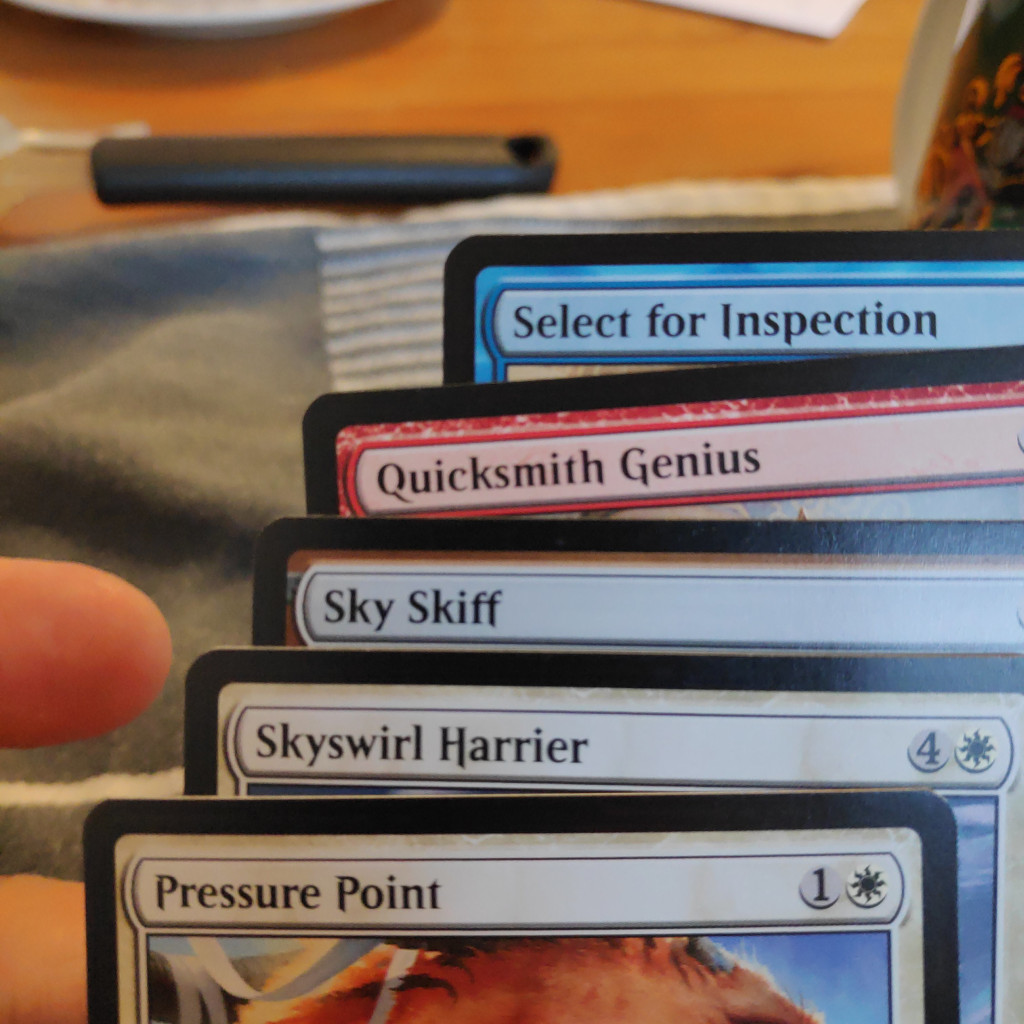 Select for Inspection
Quicksmith Genius
Sky Skiff
Skyswirl Harrier 4
Pressure Point 1